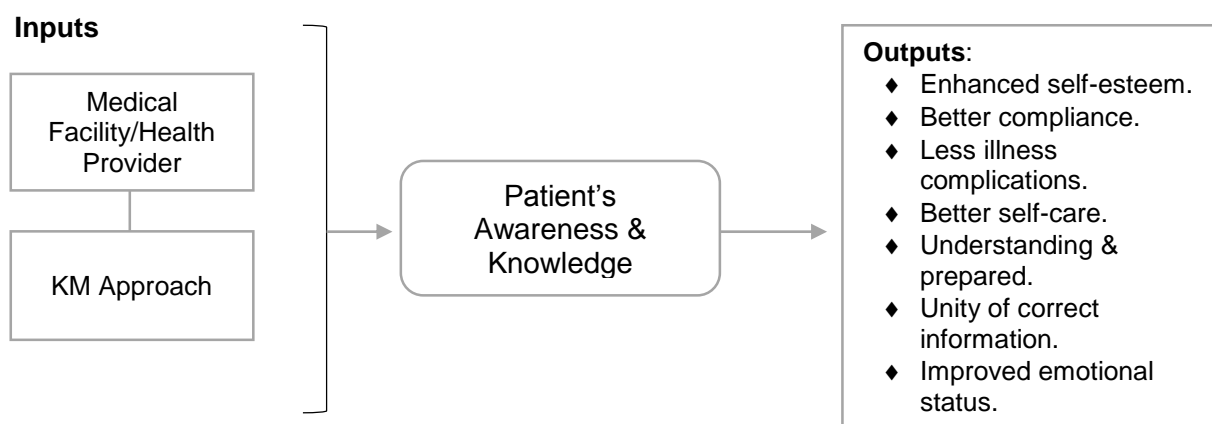 Inputs
Medical
Facility/Health
Provider
KM Approach
Patient's
Awareness &
Knowledge
Outputs:
♦ Enhanced self-esteem.
♦ Better compliance.
♦ Less illness
complications.
♦ Better self-care.
♦ Understanding &
prepared.
♦ Unity of correct
information.
♦ Improved emotional
status.